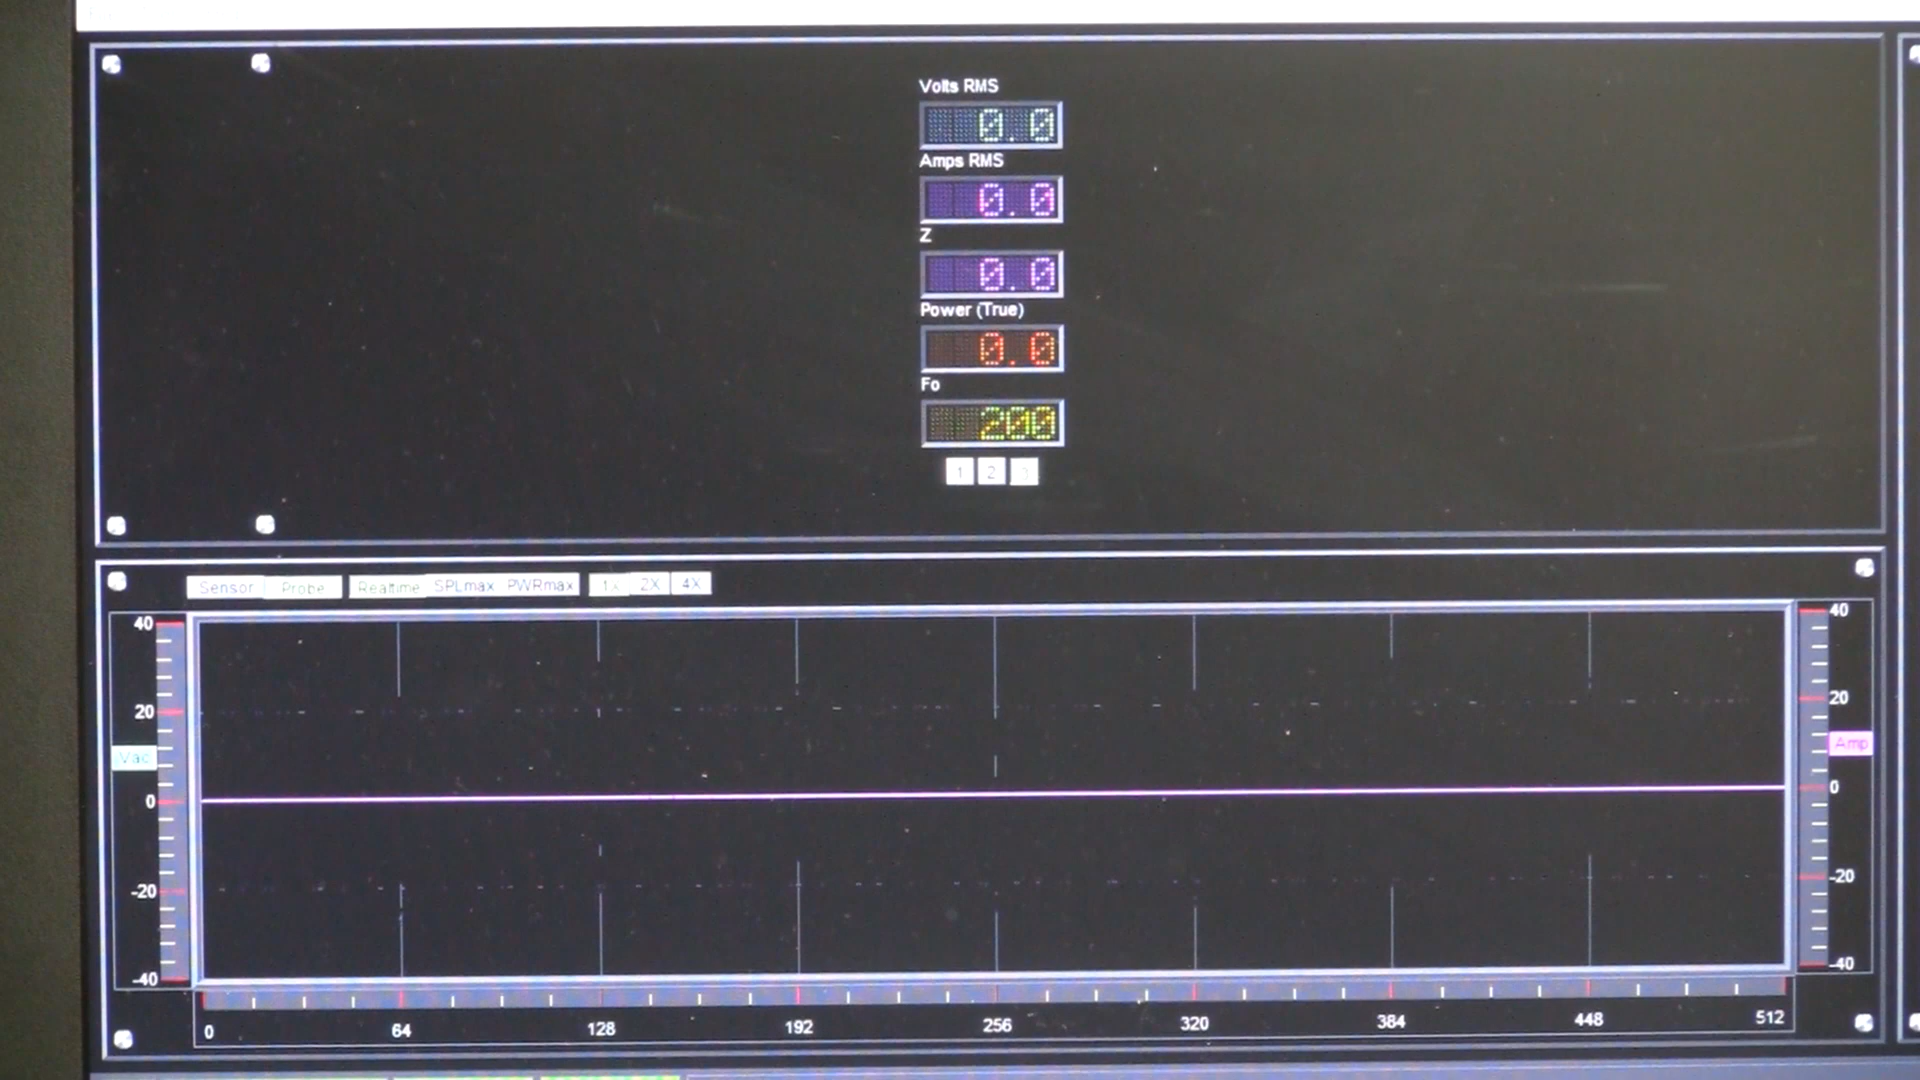 Volts RMS
0.0
Amps RMS
0.0
Z
0.0
Power (True)
0.0
Fo
200
1 2 3
Sensor Probe Realtime SPLmax PWRmax 1X 2X 4X
40 40
20 20
Vac Amp
0 0
-20 -20
-40 -40
0 64 128 192 256 320 384 448 512